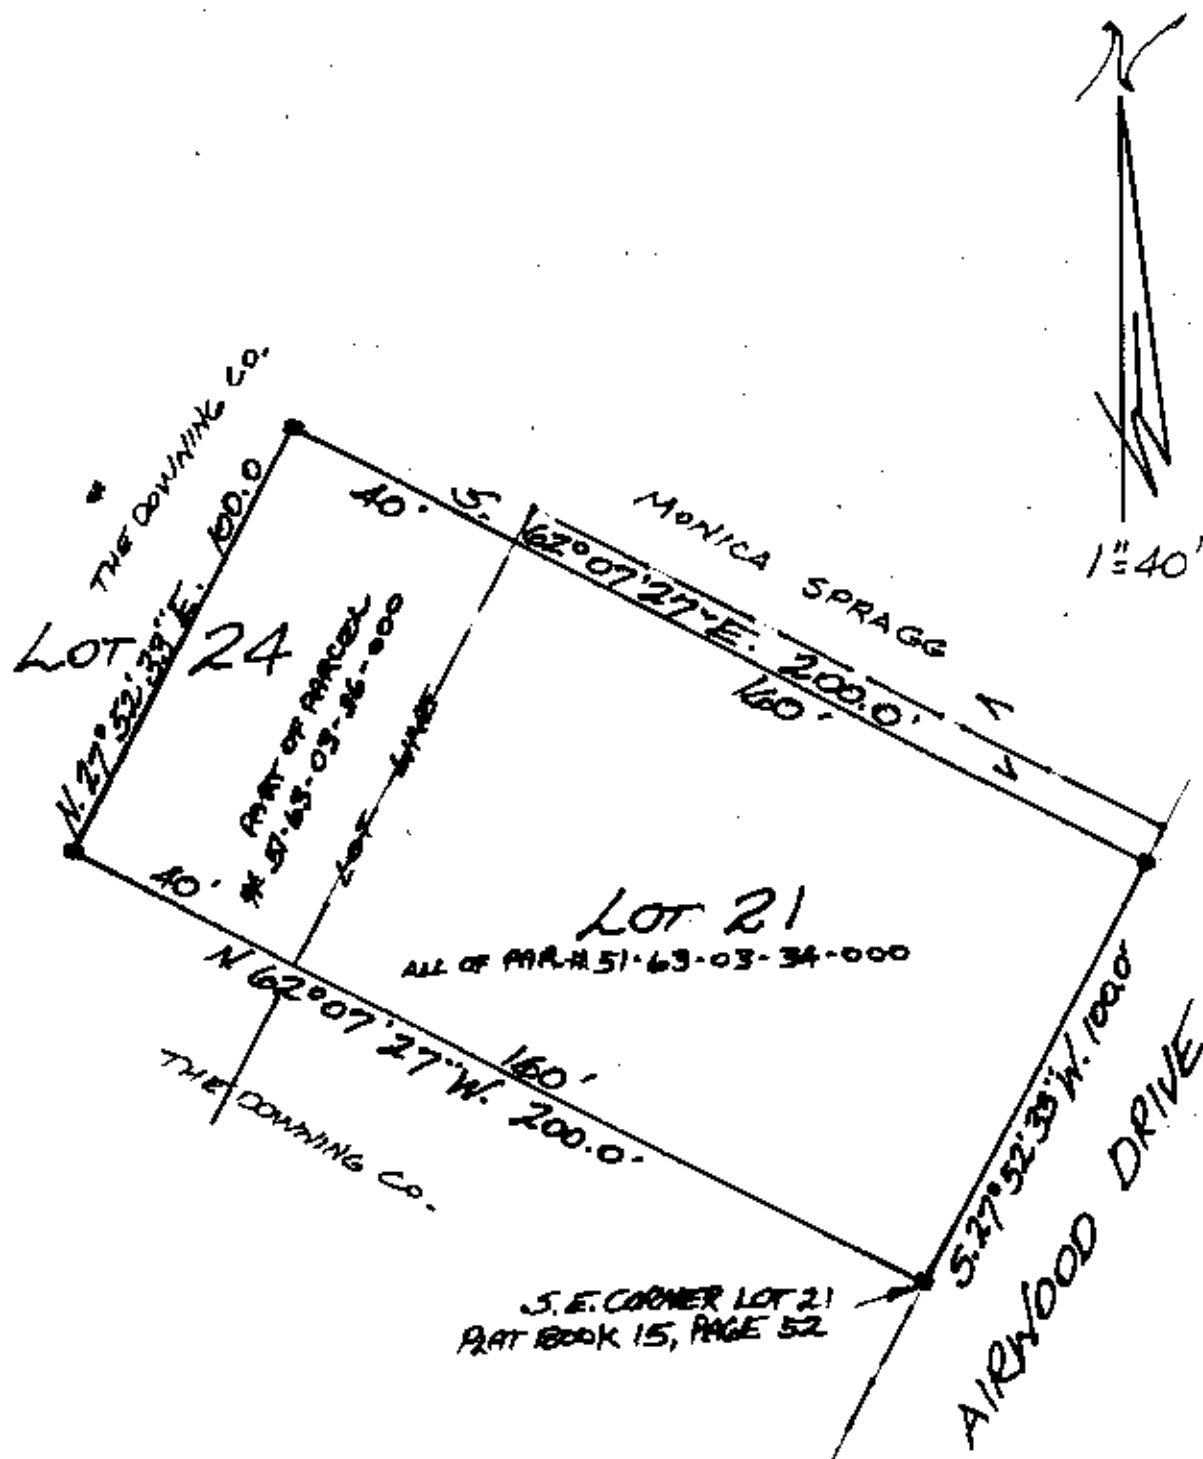 N
1"=40'
THE DOWNING CO.
N. 27° 52' 33" E. 100.0
40'
S. 62° 07' 27" E. 200.0'
160'
MONICA SPRAGG
LOT 24
PART OF PARCEL
# 51-63-03-36-000
LOT LINE
LOT 21
ALL OF PAR.# 51-63-03-34-000
40'
N 62° 07' 27" W. 200.0'
160'
THE DOWNING CO.
S. 27° 52' 33" W. 100.0'
AIRWOOD DRIVE
S.E. CORNER LOT 21
PLAT BOOK 15, PAGE 52